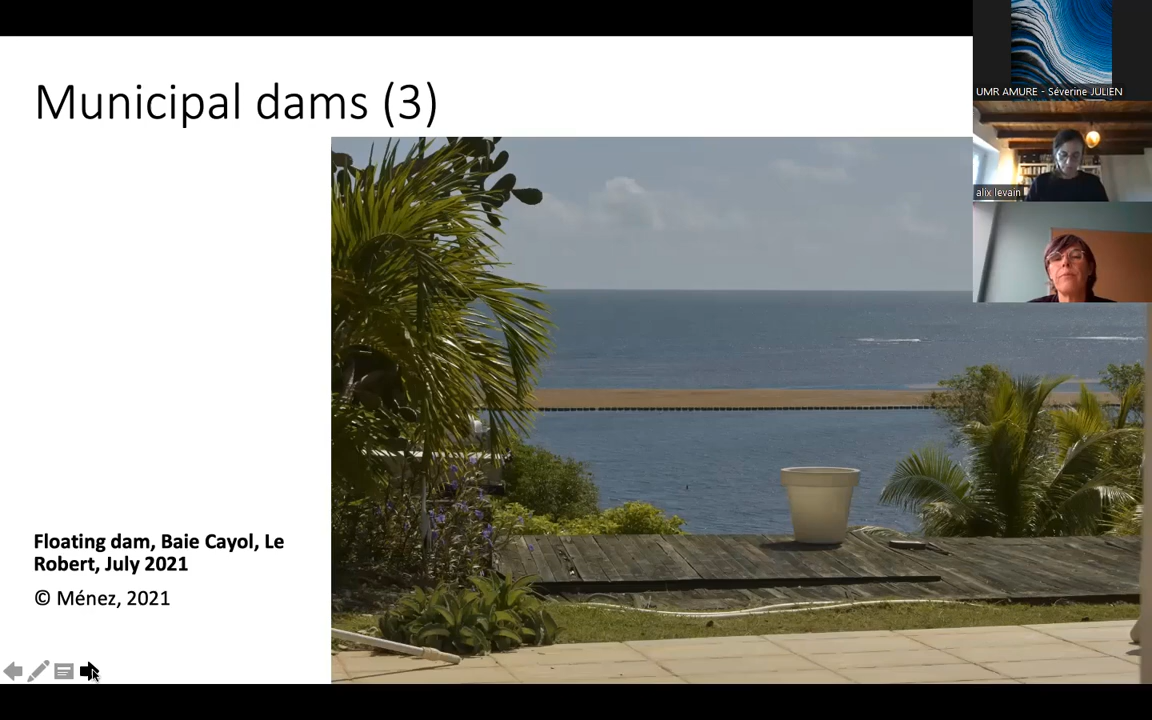 Municipal dams (3)
UMR AMURE - Séverine JULIEN
alix levain
Floating dam, Baie Cayol, Le
Robert, July 2021
© Ménez, 2021